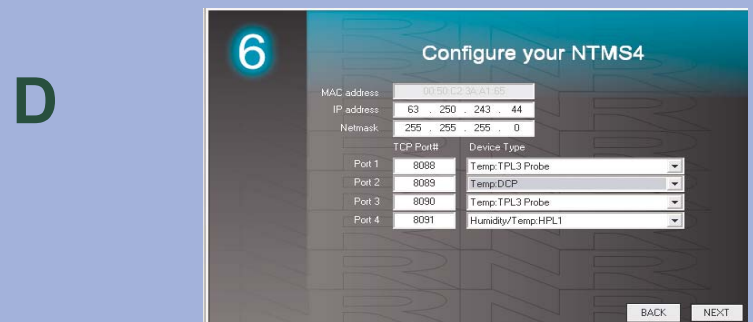 D
6
Configure your NTMS4
MAC address 00:50:C2:3A:A1:65
IP address 63 . 250 . 243 . 44
Netmask 255 . 255 . 255 . 0
TCP Port# Device Type
Port 1 8088 Temp:TPL3 Probe
Port 2 8089 Temp:DCP
Port 3 8090 Temp:TPL3 Probe
Port 4 8091 Humidity/Temp:HPL1
BACK NEXT